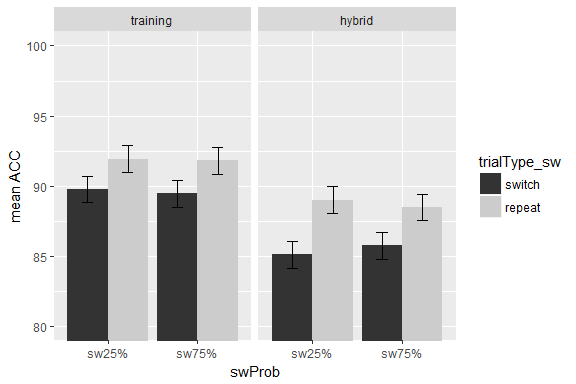 training hybrid
100
95
90
85
80
mean ACC
sw25% sw75% sw25% sw75%
swProb
trialType_sw
switch
repeat